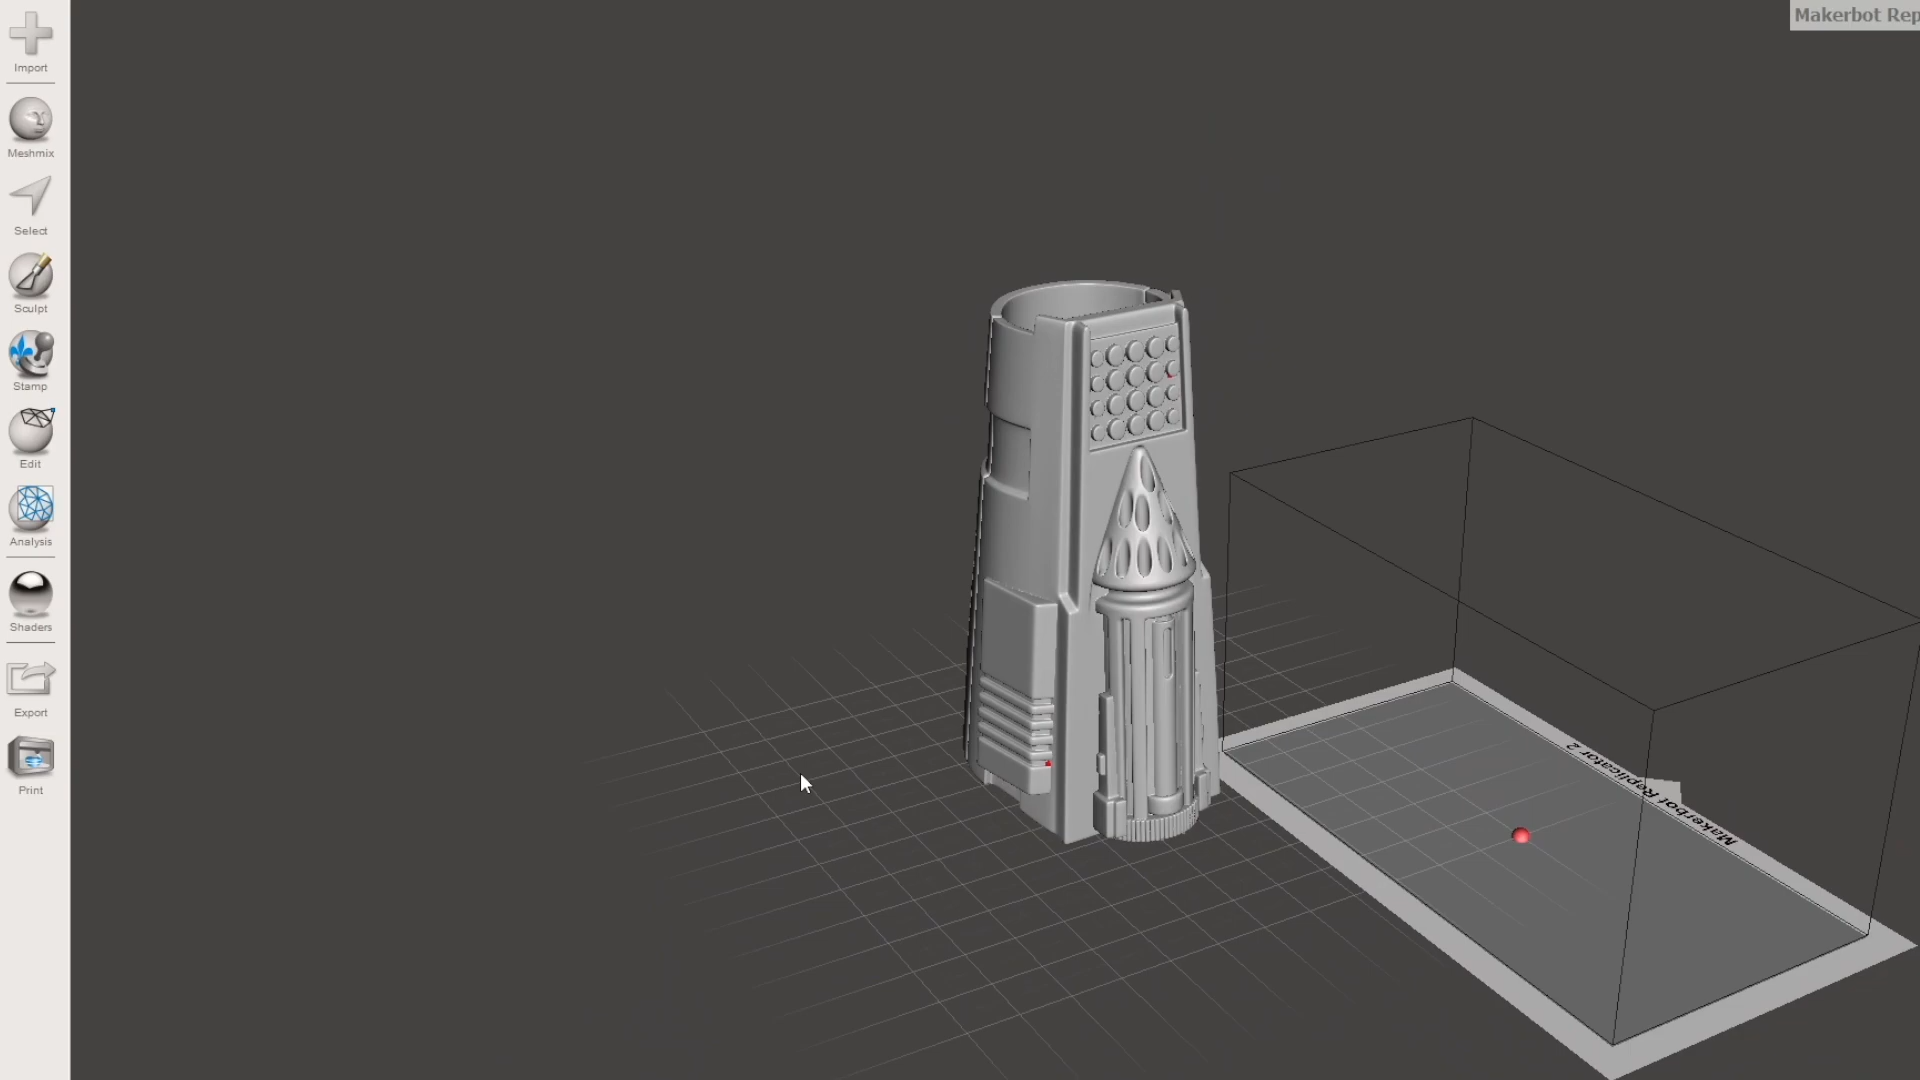 Makerbot Rep
Import
Meshmix
Select
Sculpt
Stamp
Edit
Analysis
Shaders
Export
Print
Makerbot Replicator 2